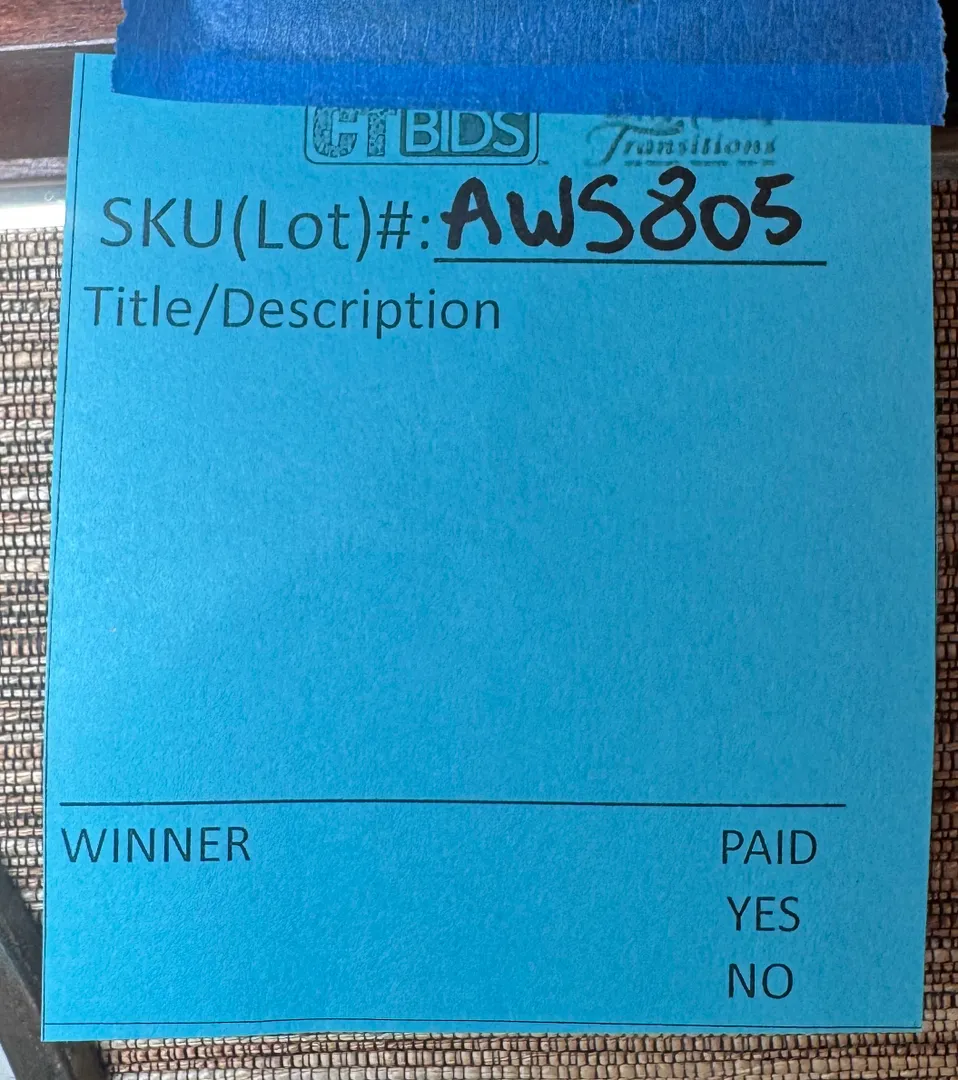 CTBIDS
Transitions
SKU(Lot)#: AWS805
Title/Description
WINNER
PAID
YES
NO